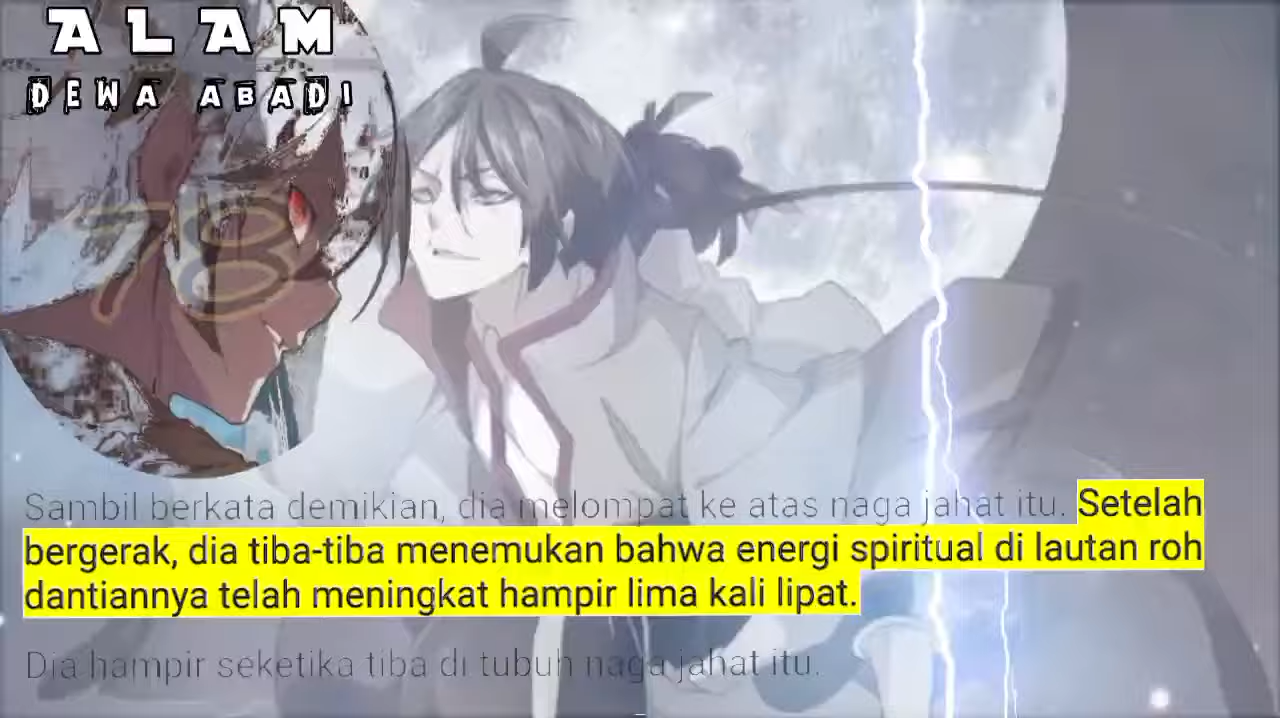 ALAM
DEWA ABADI
78
Sambil berkata demikian, dia melompat ke atas naga jahat itu. Setelah
bergerak, dia tiba-tiba menemukan bahwa energi spiritual di lautan roh
dantiannya telah meningkat hampir lima kali lipat.
Dia hampir seketika tiba di tubuh naga jahat itu.